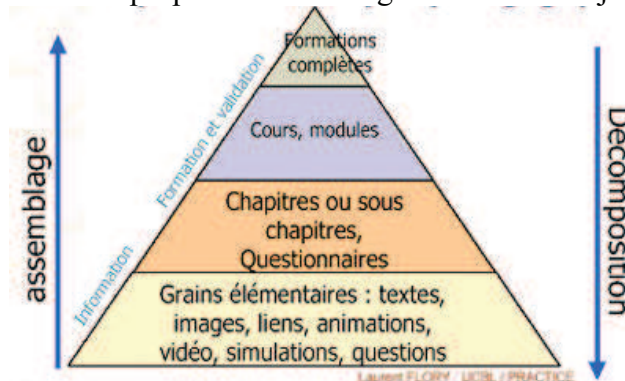 Formations
complètes
Cours, modules
Chapitres ou sous
chapitres,
Questionnaires
Grains élémentaires : textes,
images, liens, animations,
vidéo, simulations, questions
assemblage
Information
Formation et validation
Décomposition
Laurent FLORY / UCBL / PRACTICE